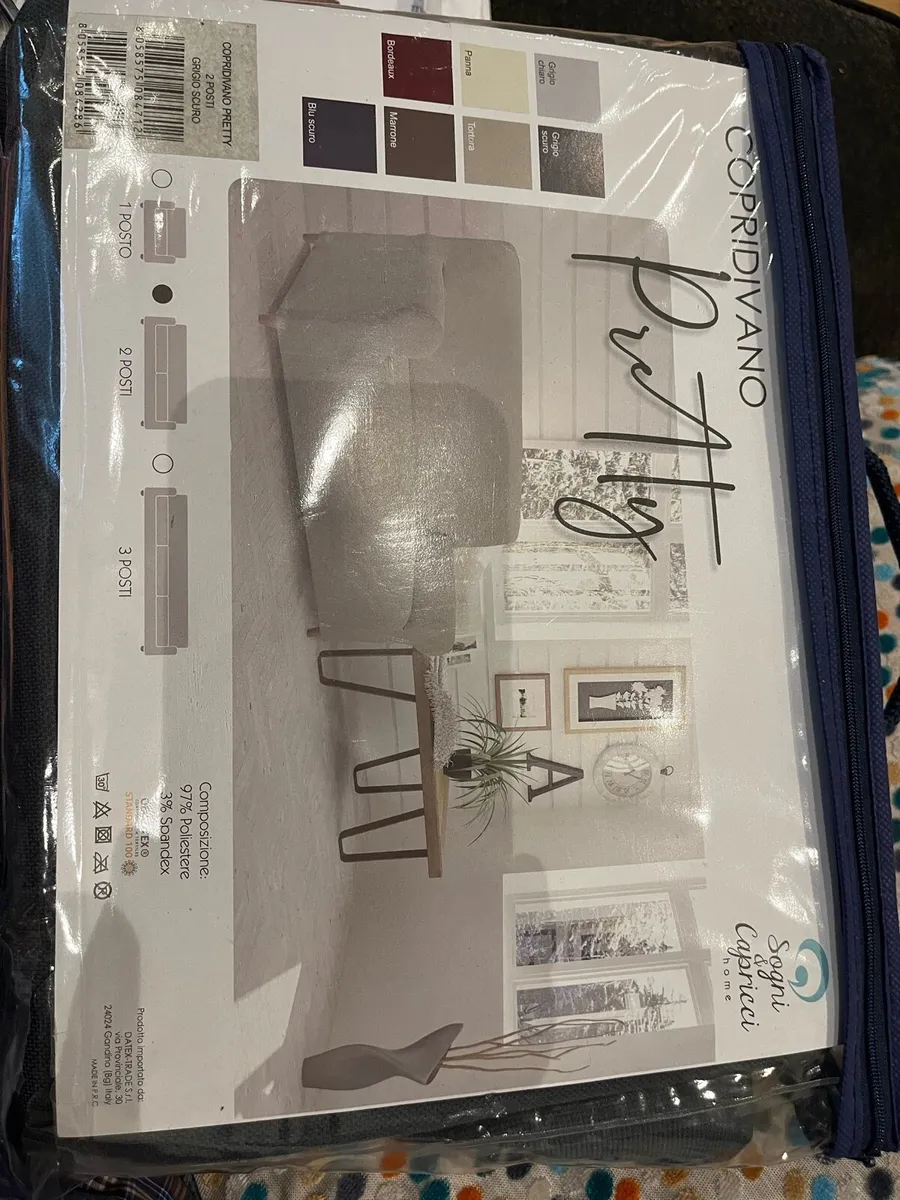 COPRIDIVANO
Pretty
Sogni
&
Capricci
home
Grigio
chiaro
Panna
Bordeaux
Grigio
scuro
Tortora
Marrone
Blu scuro
COPRIDIVANO PRETTY
2 POSTI
GRIGIO SCURO
A
1 POSTO
2 POSTI
3 POSTI
Composizione:
97% Poliestere
3% Spandex
STANDARD 100
30°
Prodotto importato da:
DATEX-TRADE S.r.l.
via Provinciale, 30
24024 Gandino (Bg) Italy
MADE IN P.R.C.